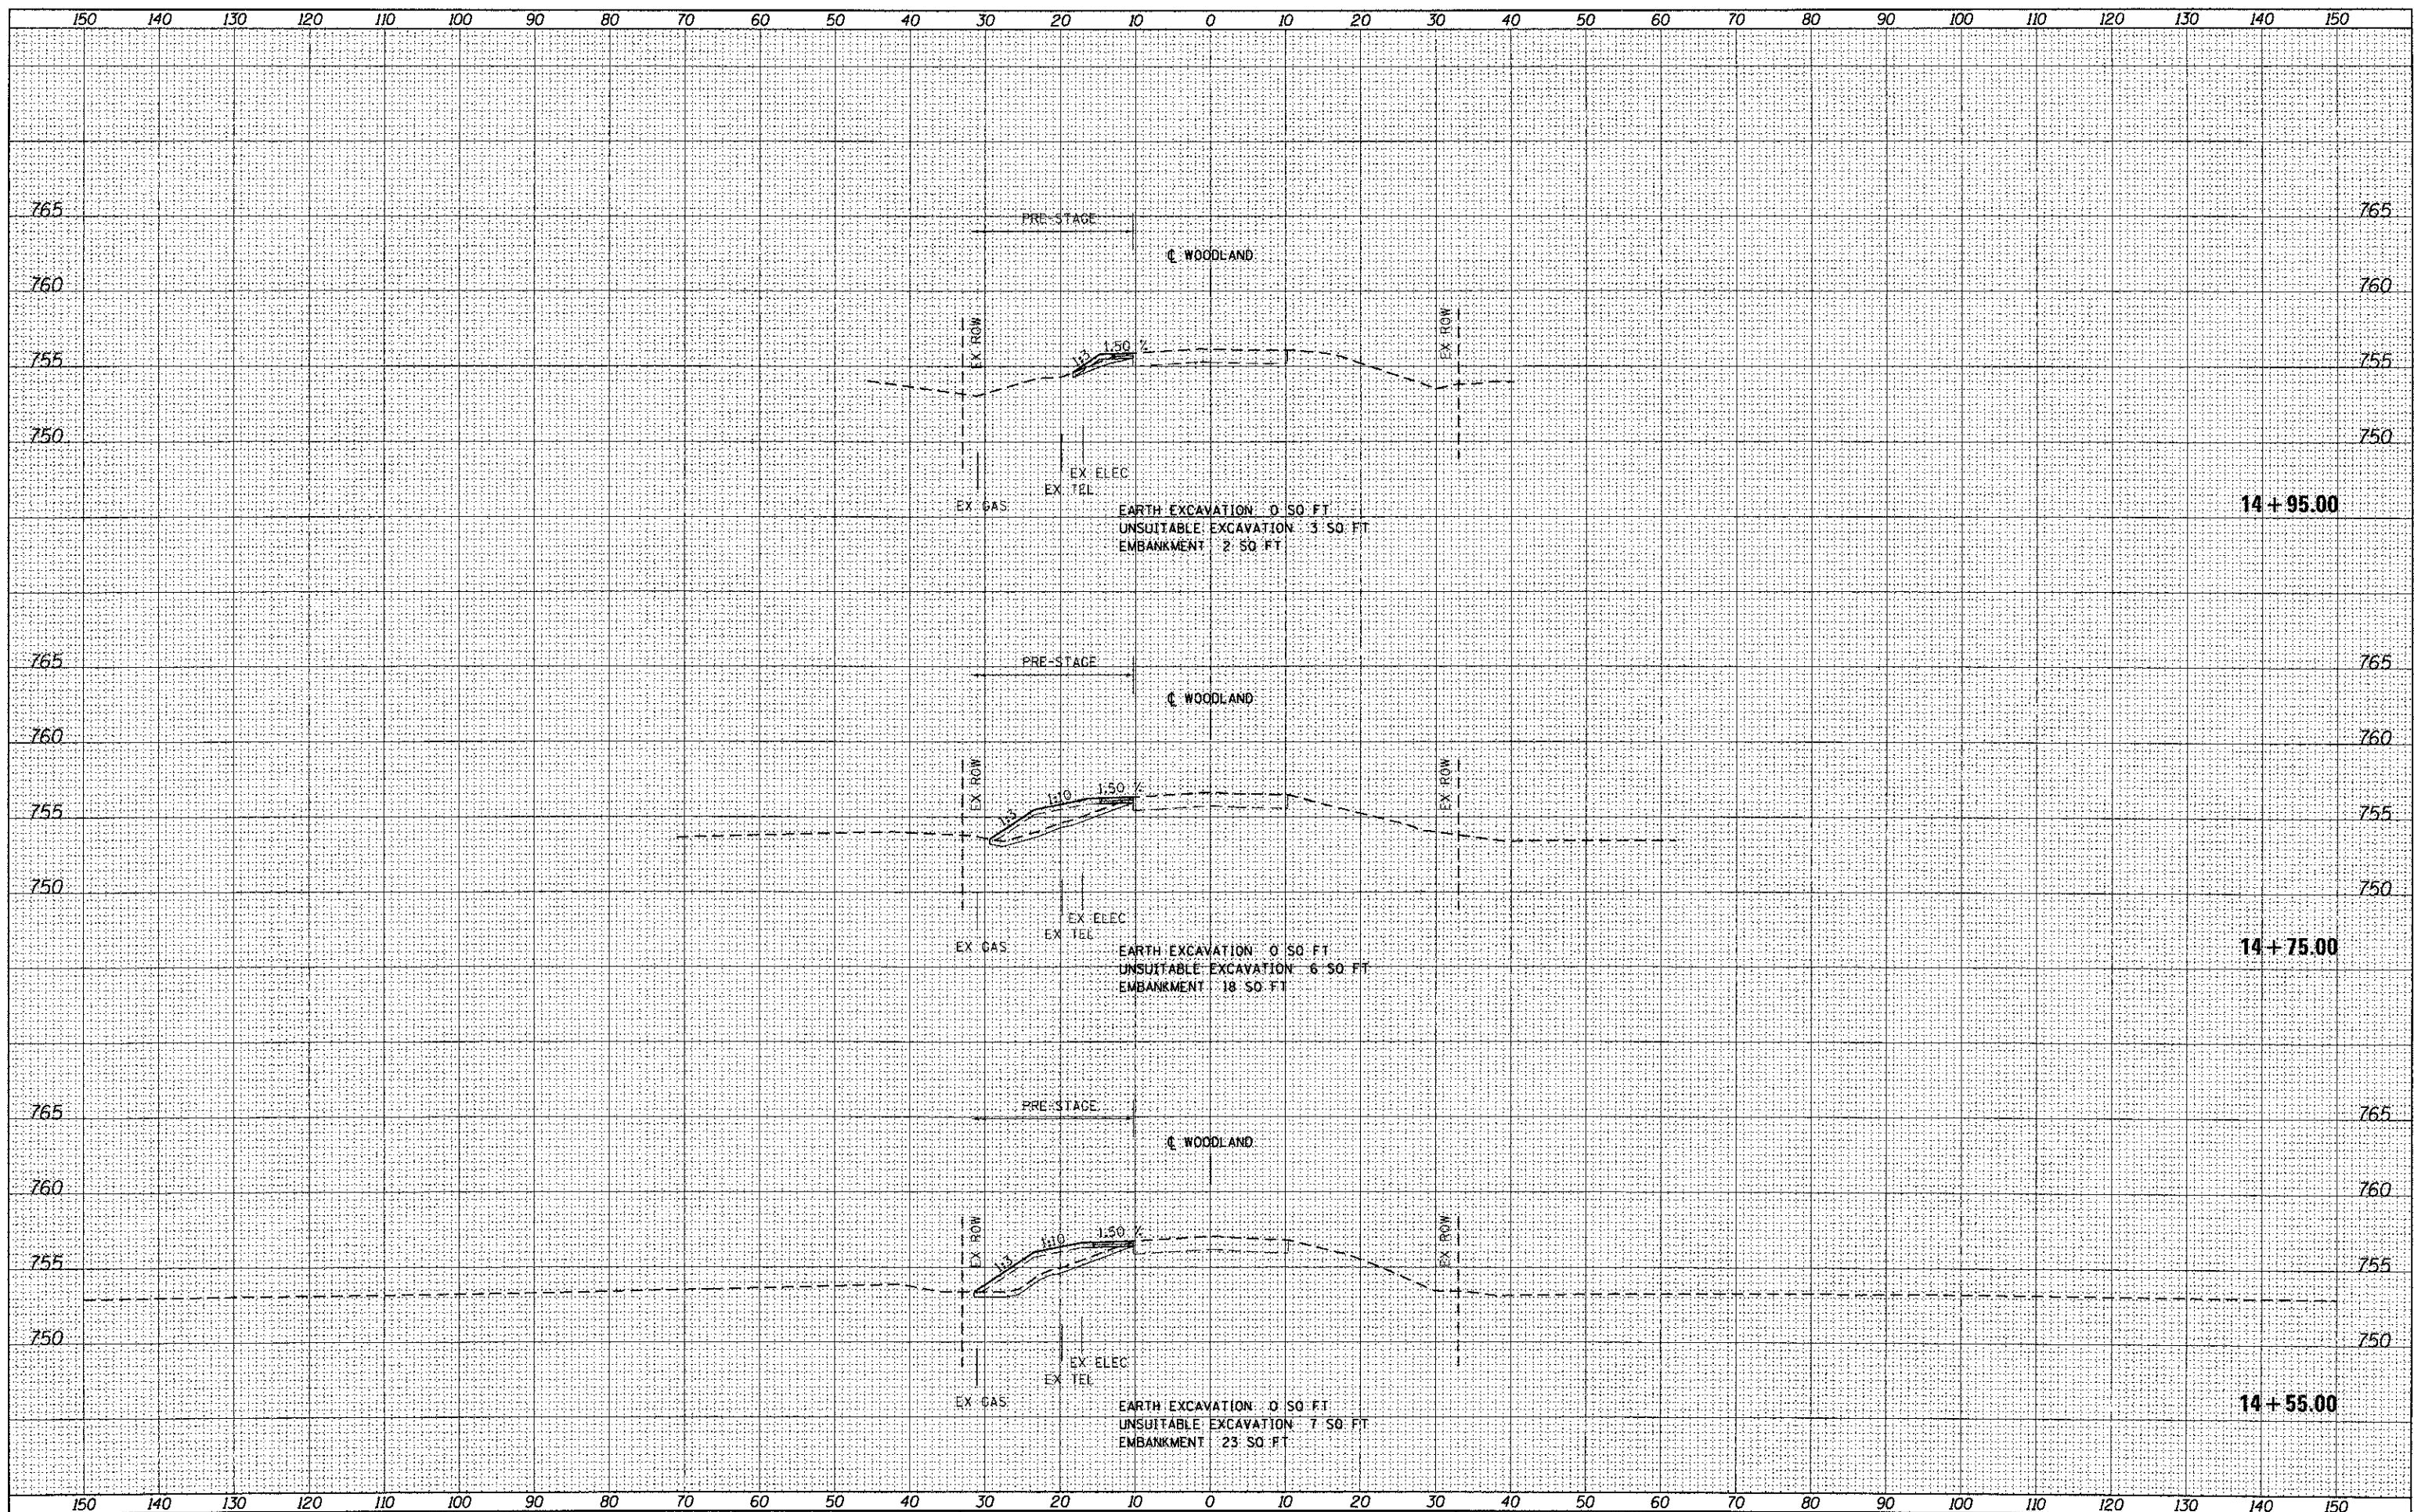 150 140 130 120 110 100 90 80 70 60 50 40 30 20 10 0 10 20 30 40 50 60 70 80 90 100 110 120 130 140 150
765 PRE-STAGE 765
℄ WOODLAND
760 760
EX ROW EX ROW
755 1:3 1.50 % 755
750 750
EX ELEC
EX TEL
EX GAS
EARTH EXCAVATION 0 SQ FT
UNSUITABLE EXCAVATION 3 SQ FT
EMBANKMENT 2 SQ FT
14+95.00
765 PRE-STAGE 765
℄ WOODLAND
760 760
EX ROW EX ROW
755 1:3 1:10 1.50 % 755
750 750
EX ELEC
EX TEL
EX GAS
EARTH EXCAVATION 0 SQ FT
UNSUITABLE EXCAVATION 6 SQ FT
EMBANKMENT 18 SQ FT
14+75.00
765 PRE-STAGE 765
℄ WOODLAND
760 760
EX ROW EX ROW
755 1:3 1:10 1.50 % 755
750 750
EX ELEC
EX TEL
EX GAS
EARTH EXCAVATION 0 SQ FT
UNSUITABLE EXCAVATION 7 SQ FT
EMBANKMENT 23 SQ FT
14+55.00
150 140 130 120 110 100 90 80 70 60 50 40 30 20 10 0 10 20 30 40 50 60 70 80 90 100 110 120 130 140 150